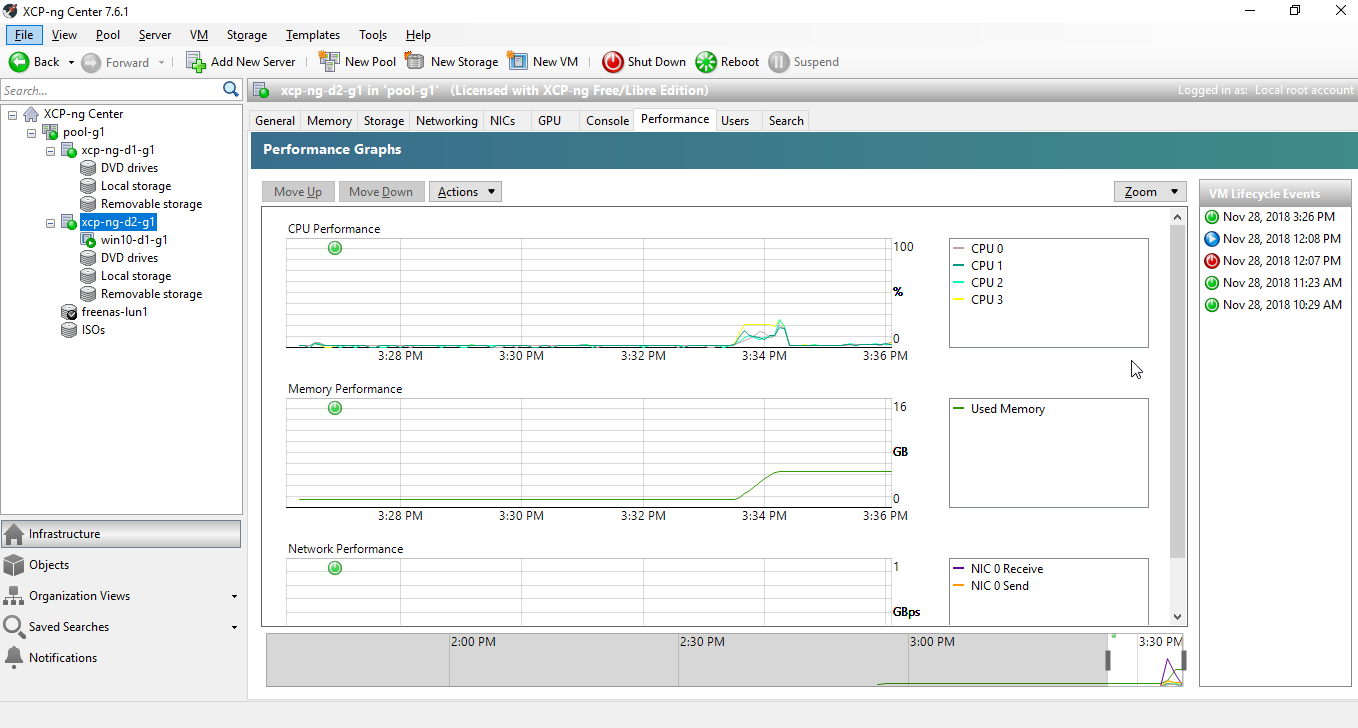 XCP-ng Center 7.6.1
File View Pool Server VM Storage Templates Tools Help
Back Forward Add New Server New Pool New Storage New VM Shut Down Reboot Suspend
Search...
xcp-ng-d2-g1 in 'pool-g1' (Licensed with XCP-ng Free/Libre Edition) Logged in as: Local root account
XCP-ng Center
pool-g1
xcp-ng-d1-g1
DVD drives
Local storage
Removable storage
xcp-ng-d2-g1
win10-d1-g1
DVD drives
Local storage
Removable storage
freenas-lun1
ISOs
Infrastructure
Objects
Organization Views
Saved Searches
Notifications
General Memory Storage Networking NICs GPU Console Performance Users Search
Performance Graphs
Move Up Move Down Actions Zoom
CPU Performance
100
%
0
3:28 PM 3:30 PM 3:32 PM 3:34 PM 3:36 PM
CPU 0
CPU 1
CPU 2
CPU 3
Memory Performance
16
GB
0
3:28 PM 3:30 PM 3:32 PM 3:34 PM 3:36 PM
Used Memory
Network Performance
1
GBps
NIC 0 Receive
NIC 0 Send
2:00 PM 2:30 PM 3:00 PM 3:30 PM
VM Lifecycle Events
Nov 28, 2018 3:26 PM
Nov 28, 2018 12:08 PM
Nov 28, 2018 12:07 PM
Nov 28, 2018 11:23 AM
Nov 28, 2018 10:29 AM